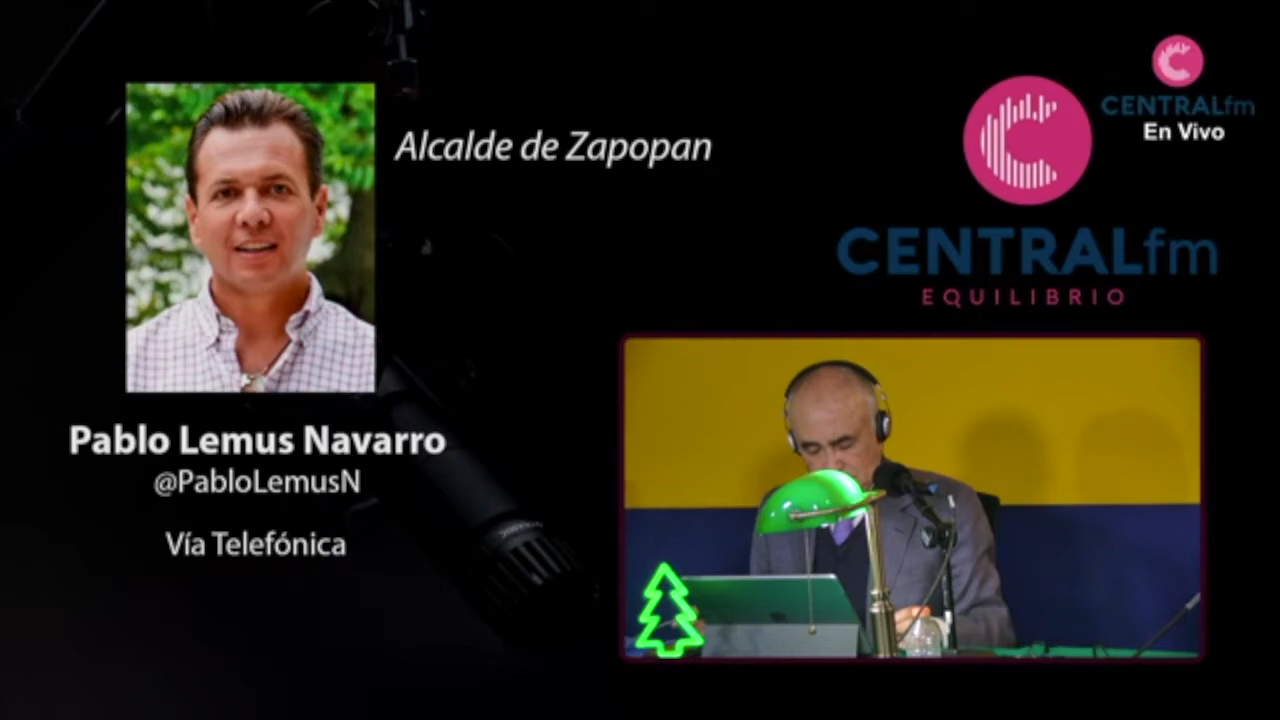 Alcalde de Zapopan
CENTRALfm
En Vivo
CENTRALfm
EQUILIBRIO
Pablo Lemus Navarro
@PabloLemusN
Vía Telefónica